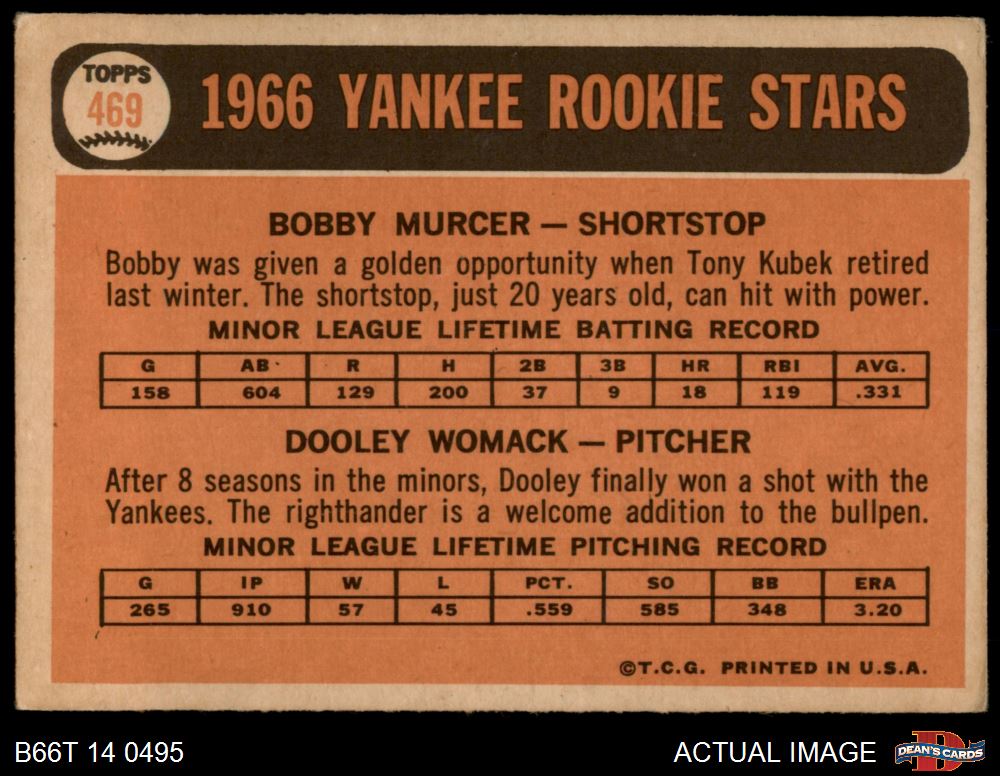 TOPPS
469
1966 YANKEE ROOKIE STARS
BOBBY MURCER — SHORTSTOP
Bobby was given a golden opportunity when Tony Kubek retired
last winter. The shortstop, just 20 years old, can hit with power.
MINOR LEAGUE LIFETIME BATTING RECORD
G AB R H 2B 3B HR RBI AVG.
158 604 129 200 37 9 18 119 .331
DOOLEY WOMACK — PITCHER
After 8 seasons in the minors, Dooley finally won a shot with the
Yankees. The righthander is a welcome addition to the bullpen.
MINOR LEAGUE LIFETIME PITCHING RECORD
G IP W L PCT. SO BB ERA
265 910 57 45 .559 585 348 3.20
©T.C.G. PRINTED IN U.S.A.
B66T 14 0495
ACTUAL IMAGE
DEAN'S CARDS